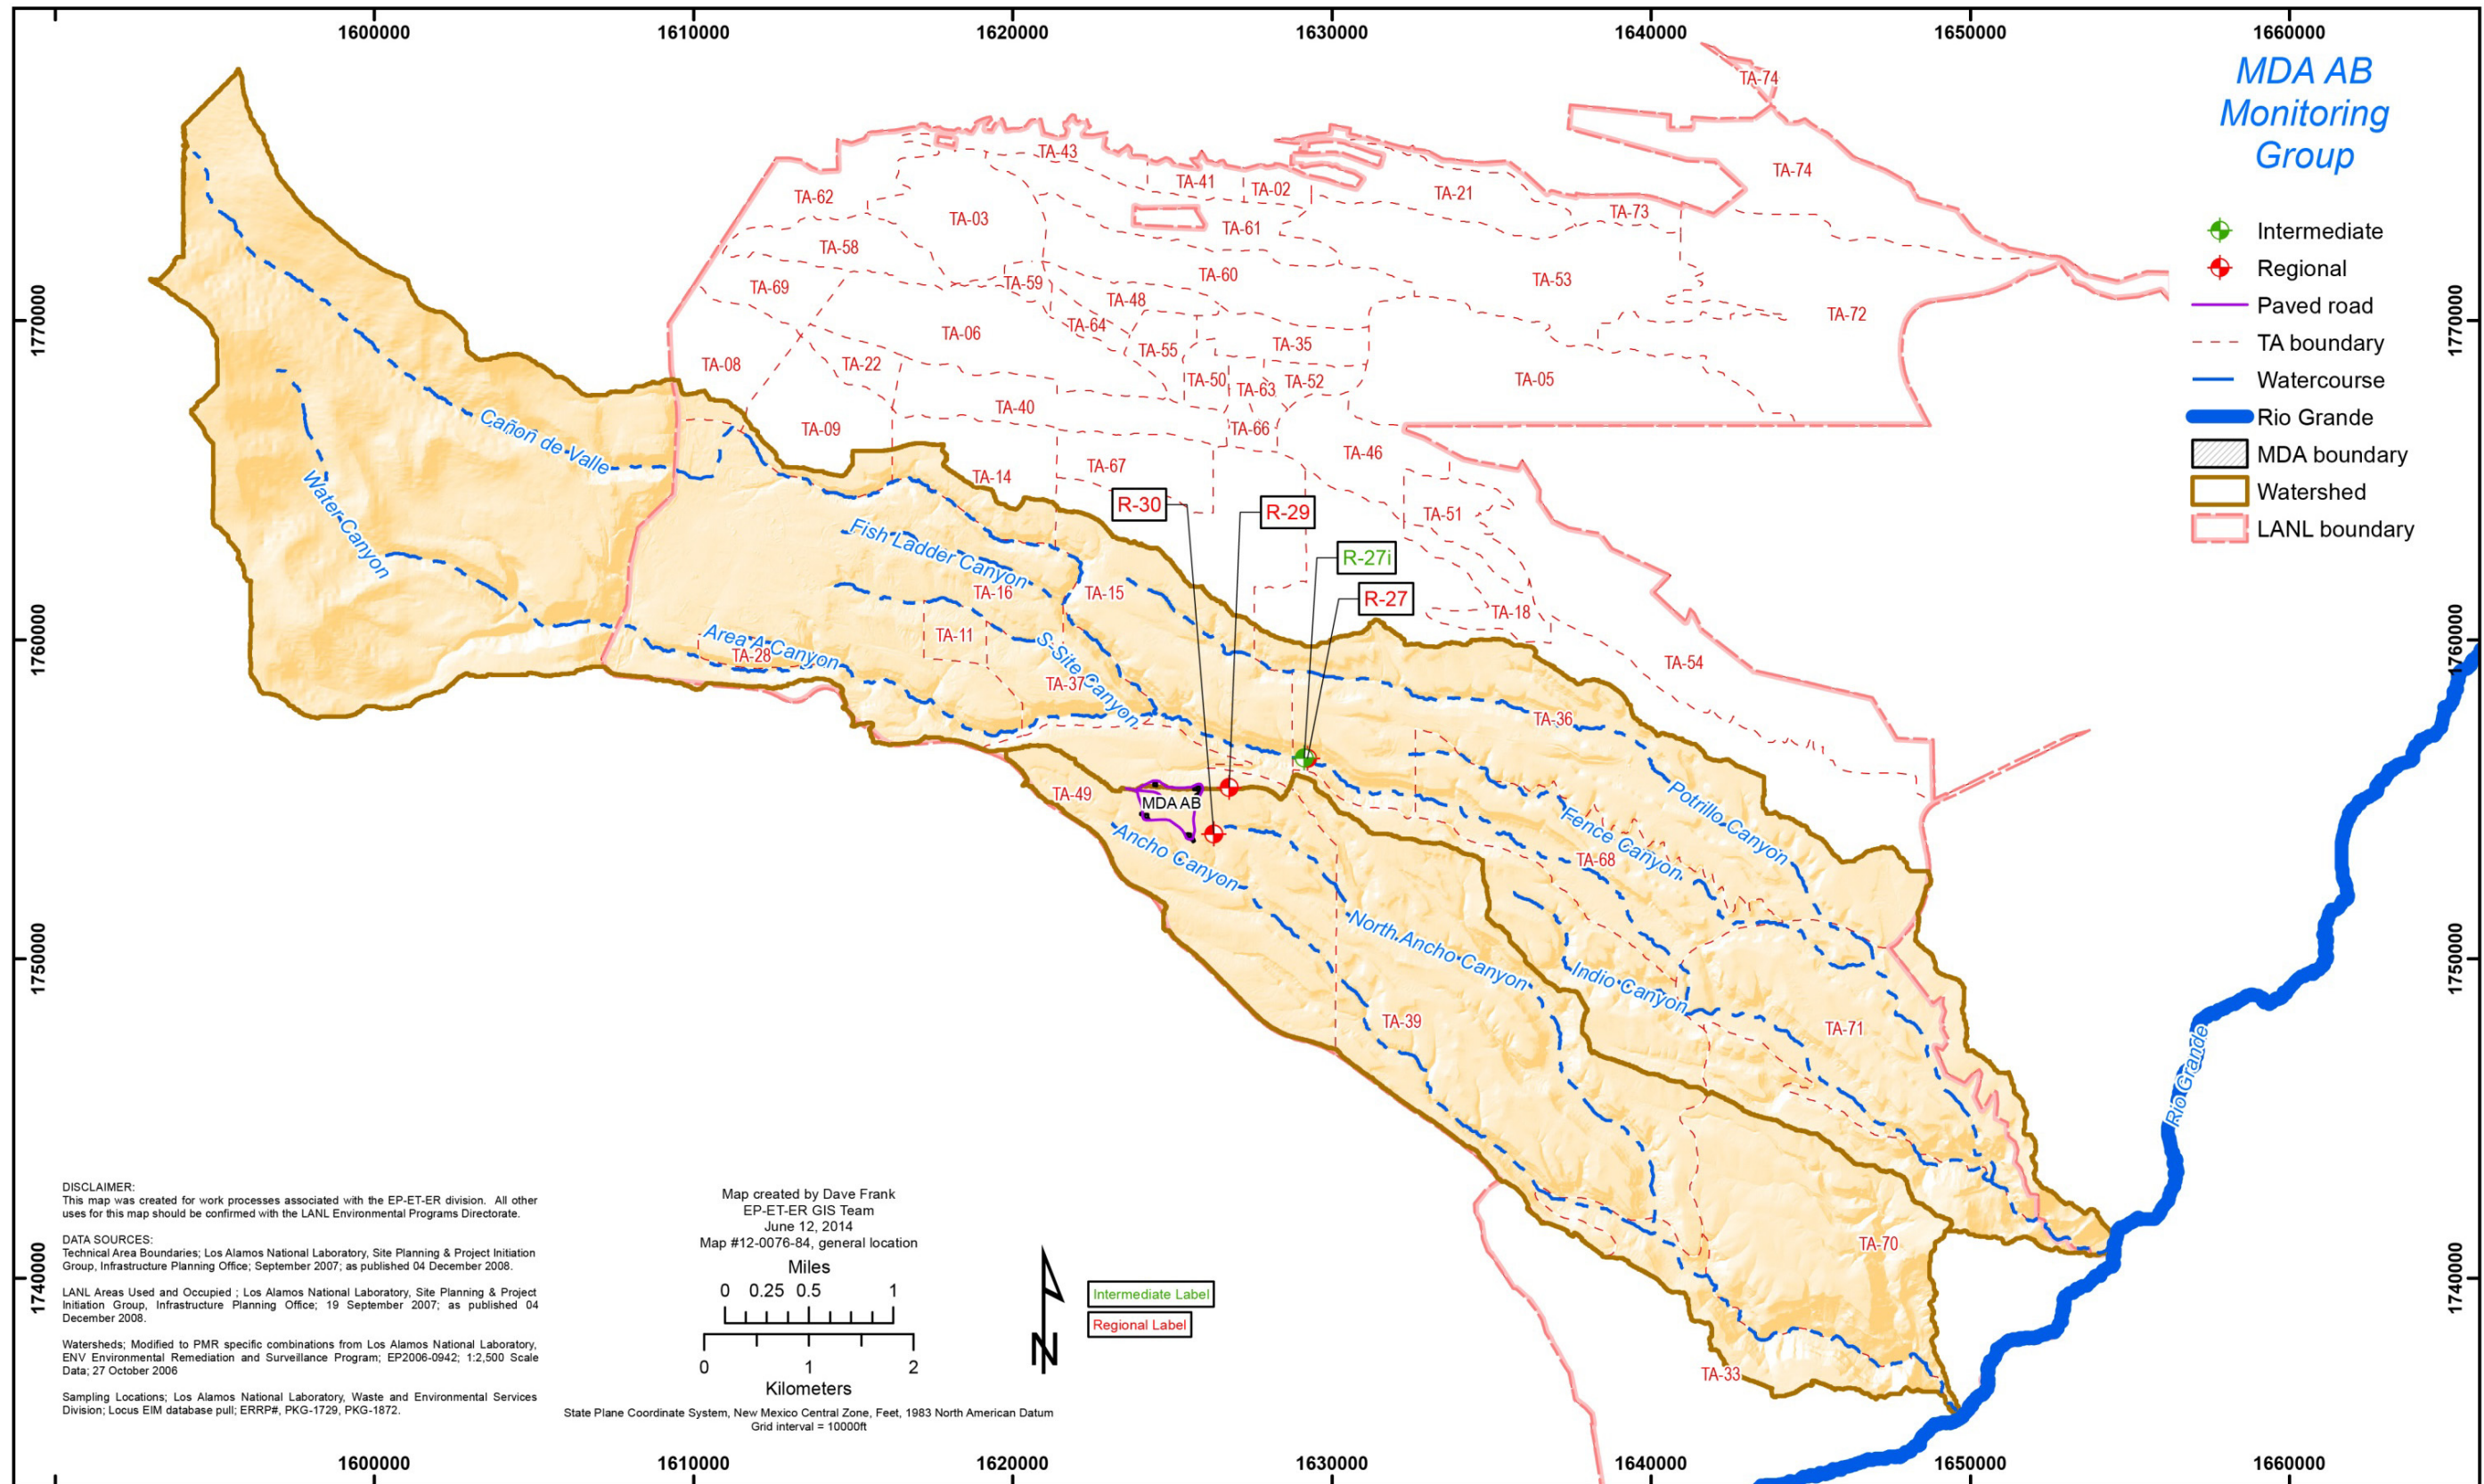 1600000 1610000 1620000 1630000 1640000 1650000 1660000
MDA AB
Monitoring
Group
Intermediate
Regional
Paved road
TA boundary
Watercourse
Rio Grande
MDA boundary
Watershed
LANL boundary
1770000
1760000
1750000
1740000
1770000
1760000
1750000
1740000
TA-74
TA-43
TA-74
TA-41
TA-02
TA-21
TA-62
TA-03
TA-73
TA-61
TA-58
TA-60
TA-53
TA-59
TA-69
TA-48
TA-72
TA-64
TA-06
TA-35
TA-55
TA-08
TA-22
TA-50
TA-63
TA-52
TA-05
TA-40
TA-09
TA-66
Cañon de Valle
TA-46
TA-67
TA-14
R-30
R-29
TA-51
Water Canyon
Fish Ladder Canyon
R-27i
TA-16
TA-15
R-27
TA-18
Area A Canyon
TA-11
TA-28
S-Site Canyon
TA-37
TA-54
TA-36
TA-49
MDA AB
Ancho Canyon
Potrillo Canyon
Fence Canyon
TA-68
North Ancho Canyon
Indio Canyon
TA-39
TA-71
Rio Grande
TA-70
TA-33
DISCLAIMER:
This map was created for work processes associated with the EP-ET-ER division. All other
uses for this map should be confirmed with the LANL Environmental Programs Directorate.
DATA SOURCES:
Technical Area Boundaries; Los Alamos National Laboratory, Site Planning & Project Initiation
Group, Infrastructure Planning Office; September 2007; as published 04 December 2008.
LANL Areas Used and Occupied ; Los Alamos National Laboratory, Site Planning & Project
Initiation Group, Infrastructure Planning Office; 19 September 2007; as published 04
December 2008.
Watersheds; Modified to PMR specific combinations from Los Alamos National Laboratory,
ENV Environmental Remediation and Surveillance Program; EP2006-0942; 1:2,500 Scale
Data; 27 October 2006
Sampling Locations; Los Alamos National Laboratory, Waste and Environmental Services
Division; Locus EIM database pull; ERRP#, PKG-1729, PKG-1872.
Map created by Dave Frank
EP-ET-ER GIS Team
June 12, 2014
Map #12-0076-84, general location
Miles
0 0.25 0.5 1
0 1 2
Kilometers
State Plane Coordinate System, New Mexico Central Zone, Feet, 1983 North American Datum
Grid interval = 10000ft
N
Intermediate Label
Regional Label
1600000 1610000 1620000 1630000 1640000 1650000 1660000